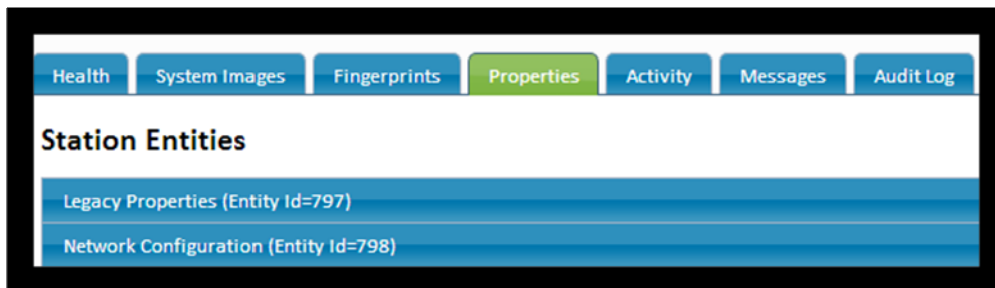 Health System Images Fingerprints Properties Activity Messages Audit Log
Station Entities
Legacy Properties (Entity Id=797)
Network Configuration (Entity Id=798)